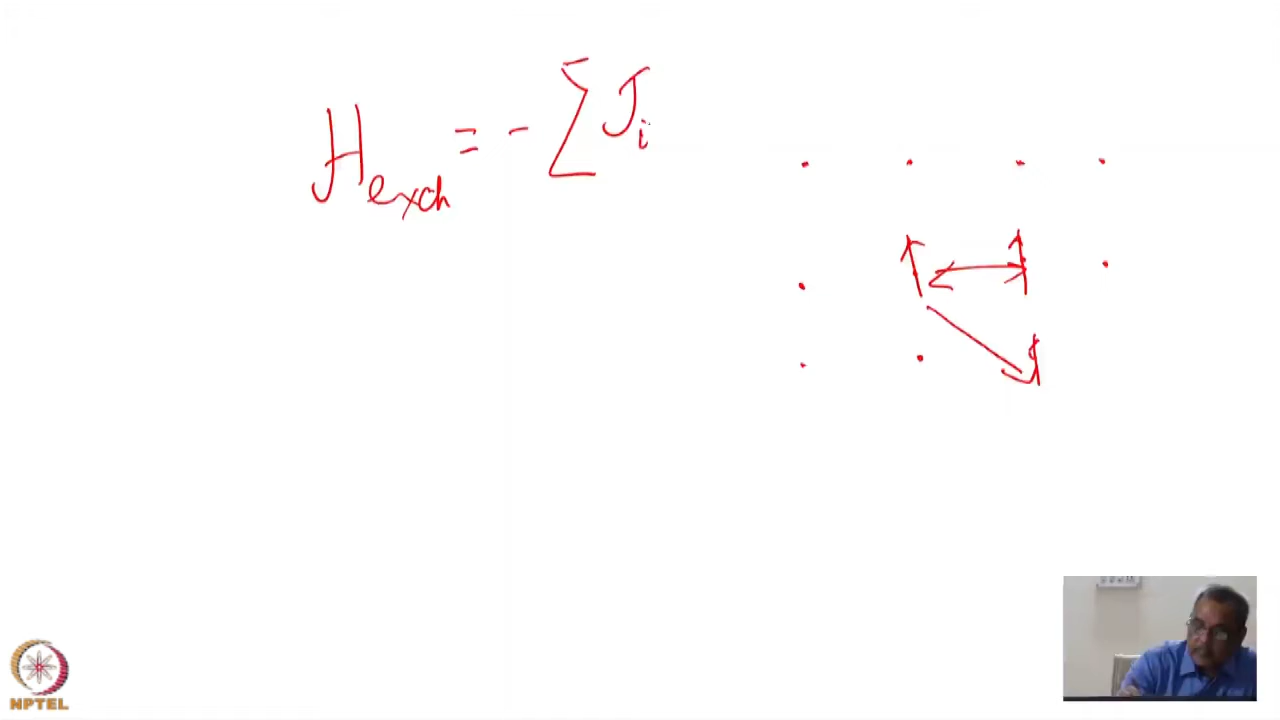 H_exch = - Σ J_i
NPTEL